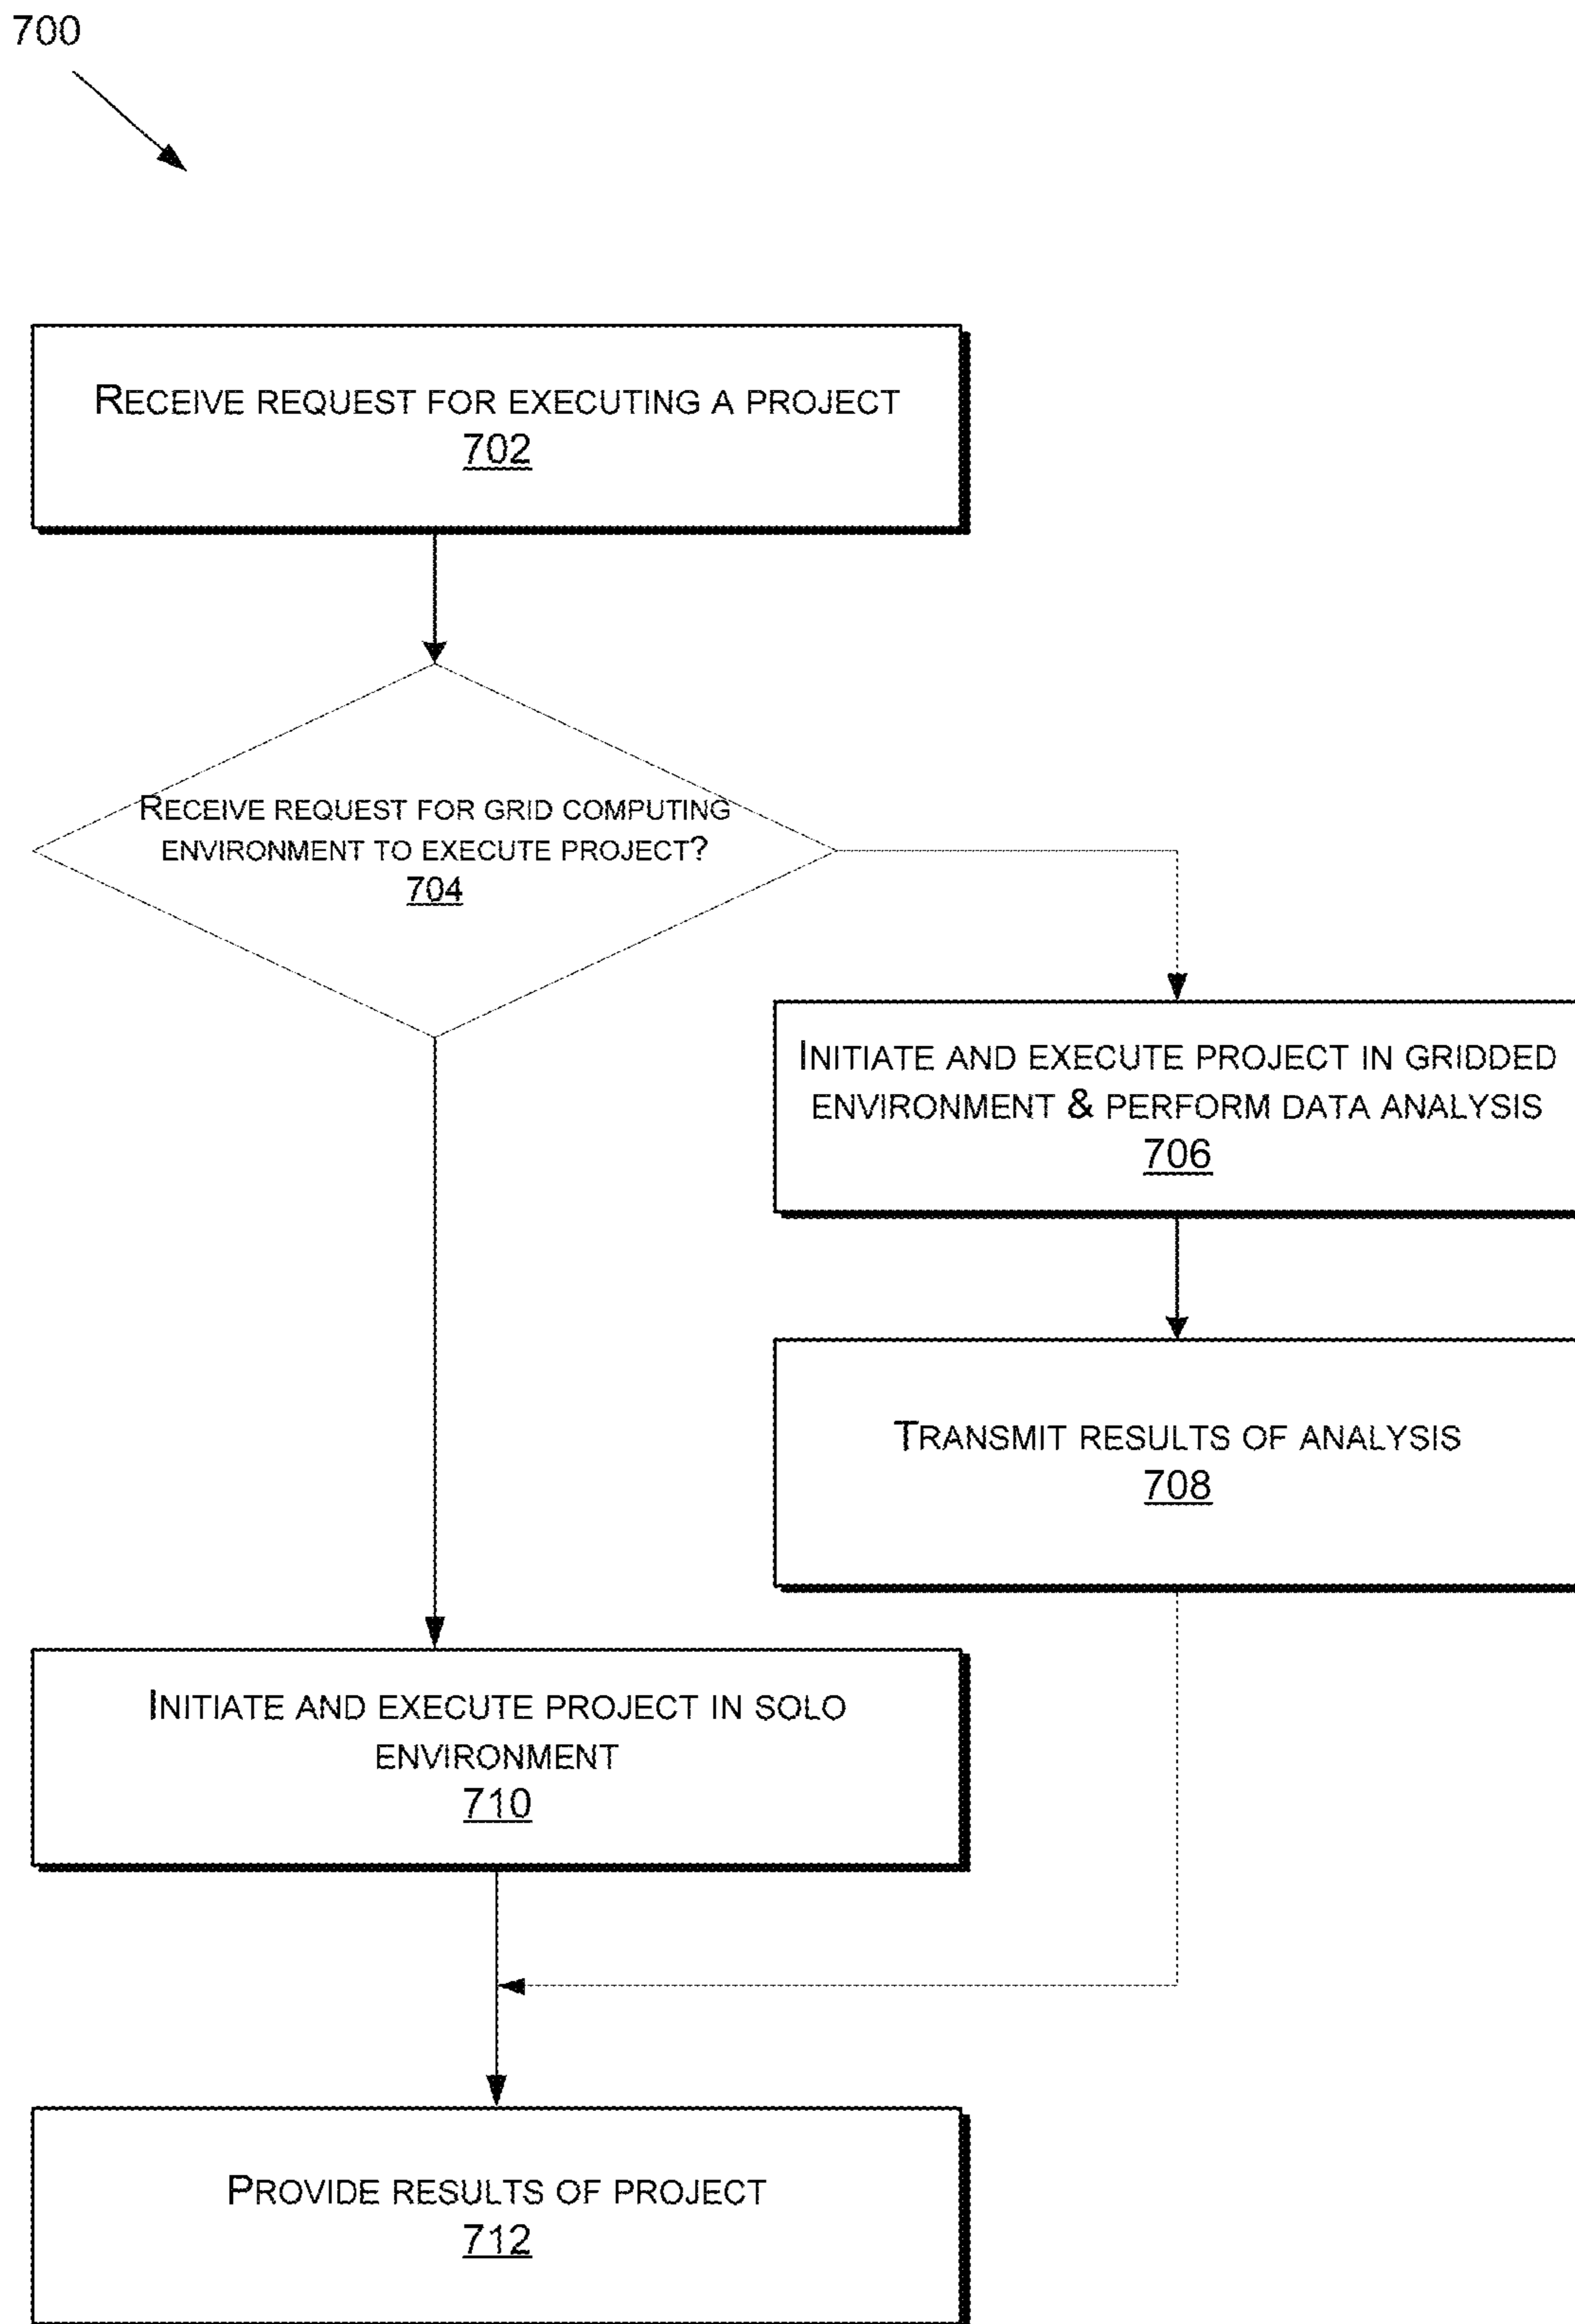 700
RECEIVE REQUEST FOR EXECUTING A PROJECT
702
RECEIVE REQUEST FOR GRID COMPUTING
ENVIRONMENT TO EXECUTE PROJECT?
704
INITIATE AND EXECUTE PROJECT IN GRIDDED
ENVIRONMENT & PERFORM DATA ANALYSIS
706
TRANSMIT RESULTS OF ANALYSIS
708
INITIATE AND EXECUTE PROJECT IN SOLO
ENVIRONMENT
710
PROVIDE RESULTS OF PROJECT
712